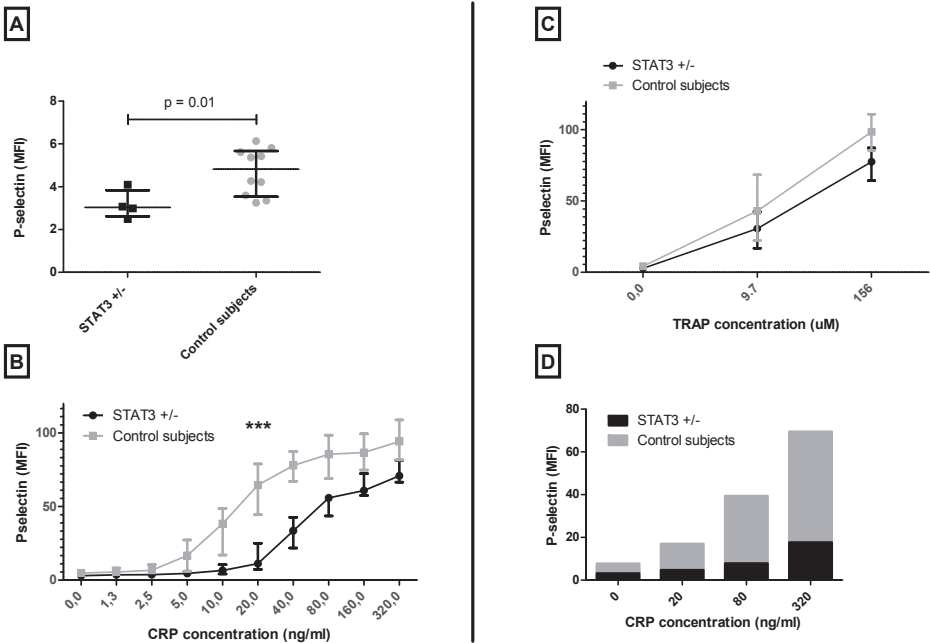 A
p = 0.01
8
6
4
2
0
P-selectin (MFI)
STAT3 +/-
Control subjects
B
STAT3 +/-
Control subjects
***
100
50
0
Pselectin (MFI)
0,0
1,3
2,5
5,0
10,0
20,0
40,0
80,0
160,0
320,0
CRP concentration (ng/ml)
C
STAT3 +/-
Control subjects
100
50
0
Pselectin (MFI)
0,0
9.7
156
TRAP concentration (uM)
D
STAT3 +/-
Control subjects
80
60
40
20
0
P-selectin (MFI)
0
20
80
320
CRP concentration (ng/ml)